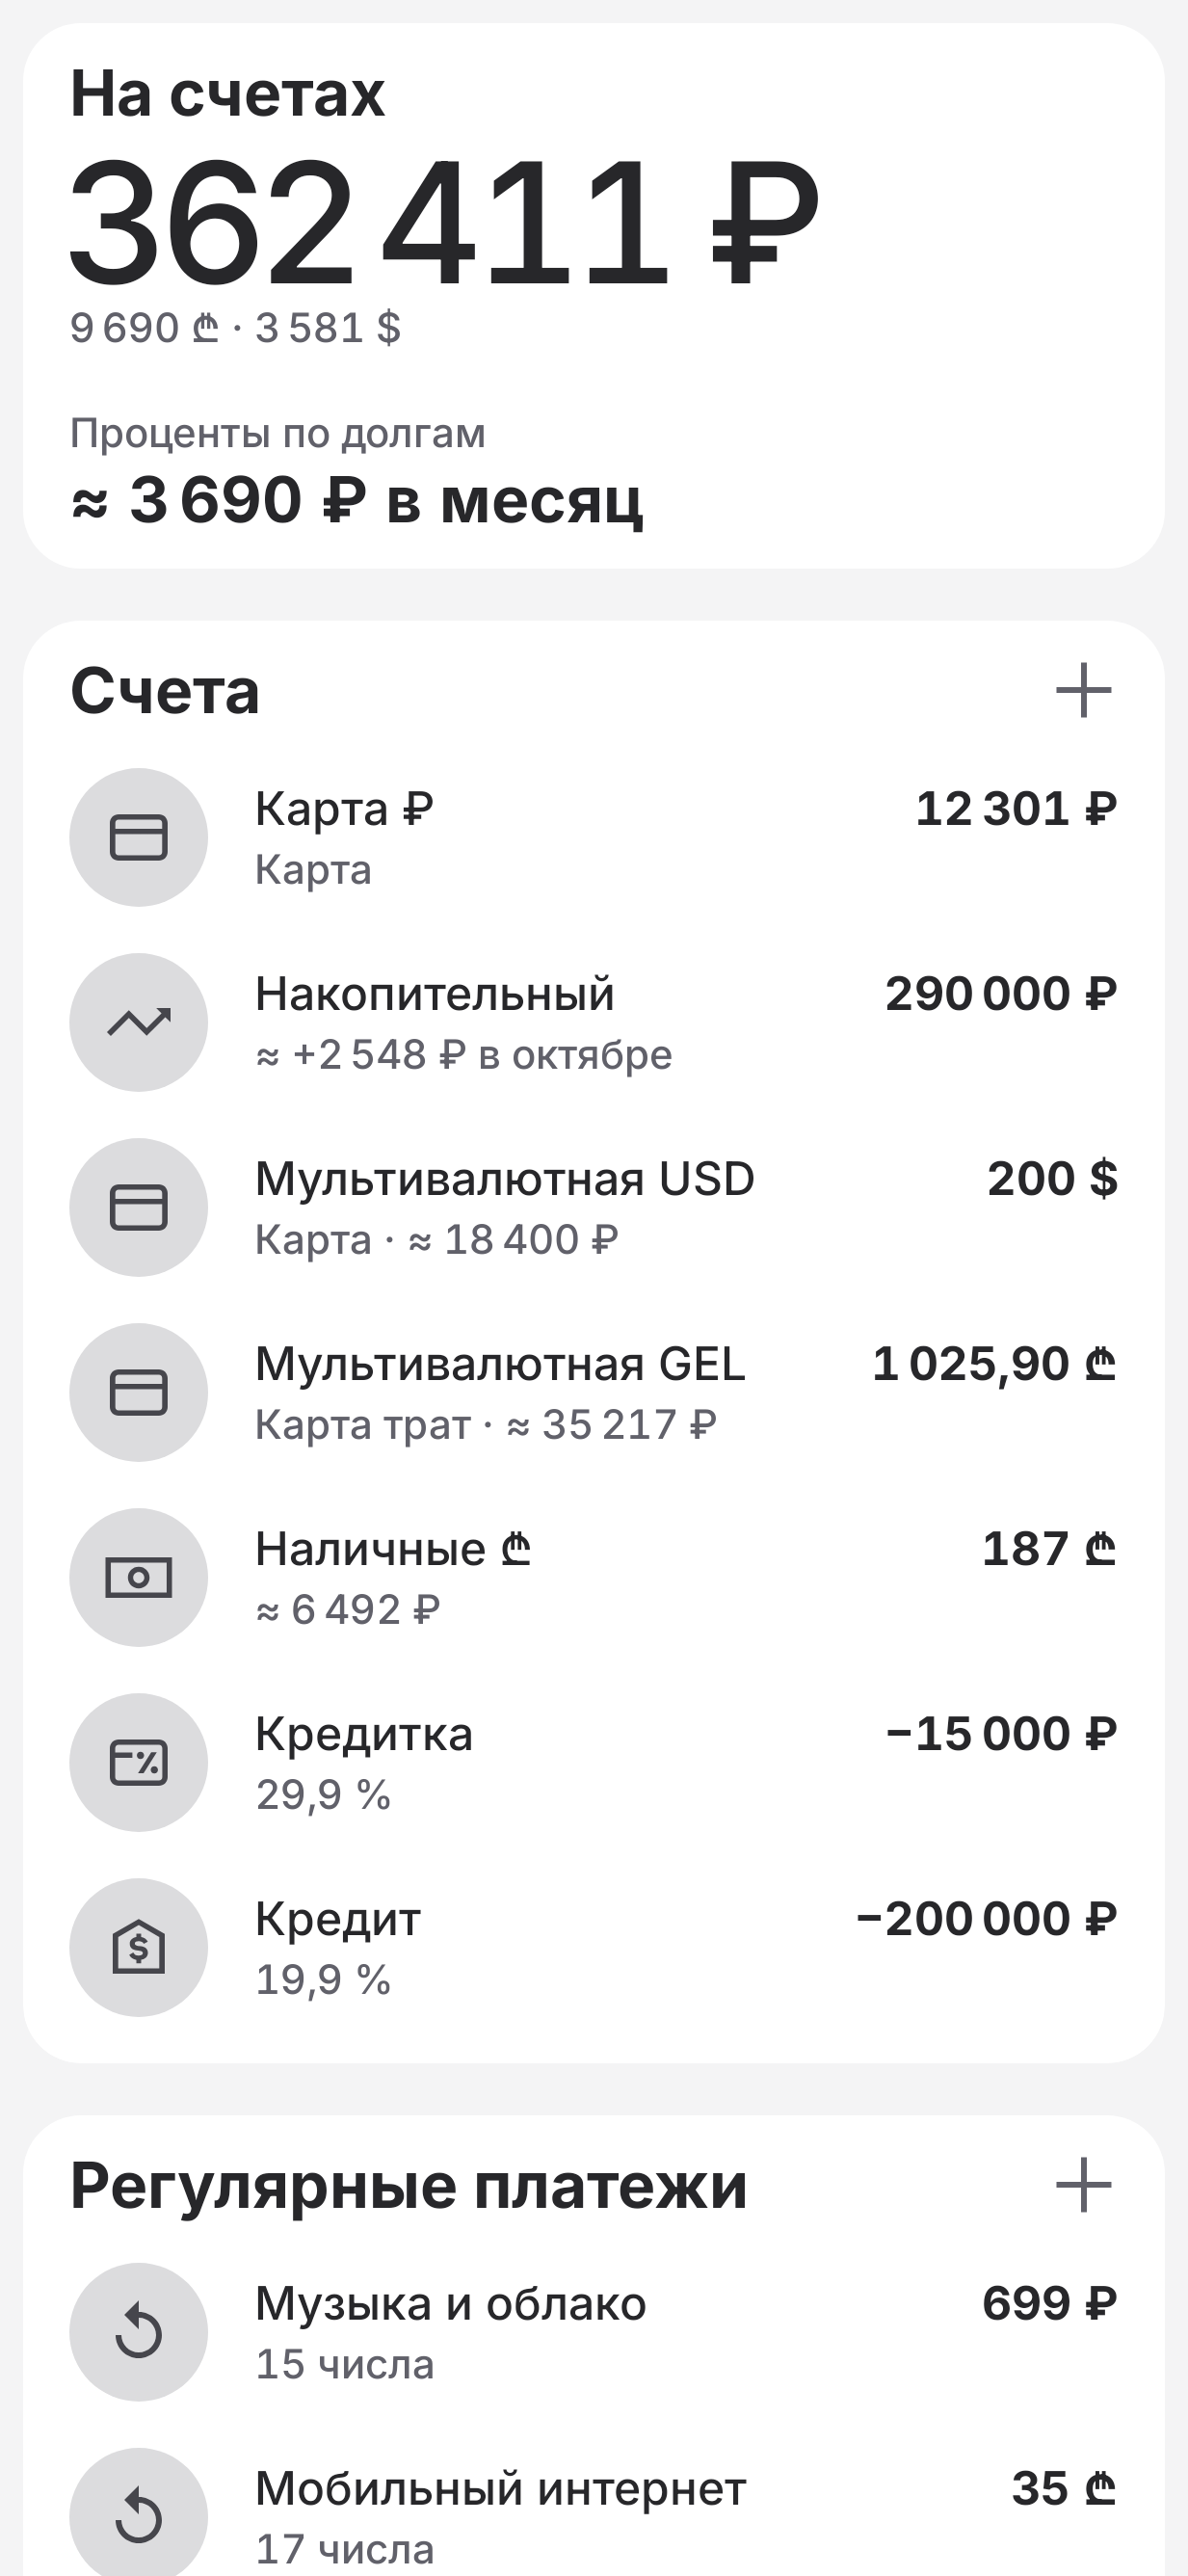 На счетах
362 411 ₽
9 690 ₾ · 3 581 $
Проценты по долгам
≈ 3 690 ₽ в месяц
Счета
Карта ₽
12 301 ₽
Карта
Накопительный
290 000 ₽
≈ +2 548 ₽ в октябре
Мультивалютная USD
200 $
Карта · ≈ 18 400 ₽
Мультивалютная GEL
1 025,90 ₾
Карта трат · ≈ 35 217 ₽
Наличные ₾
187 ₾
≈ 6 492 ₽
Кредитка
−15 000 ₽
29,9 %
Кредит
−200 000 ₽
19,9 %
Регулярные платежи
Музыка и облако
699 ₽
15 числа
Мобильный интернет
35 ₾
17 числа